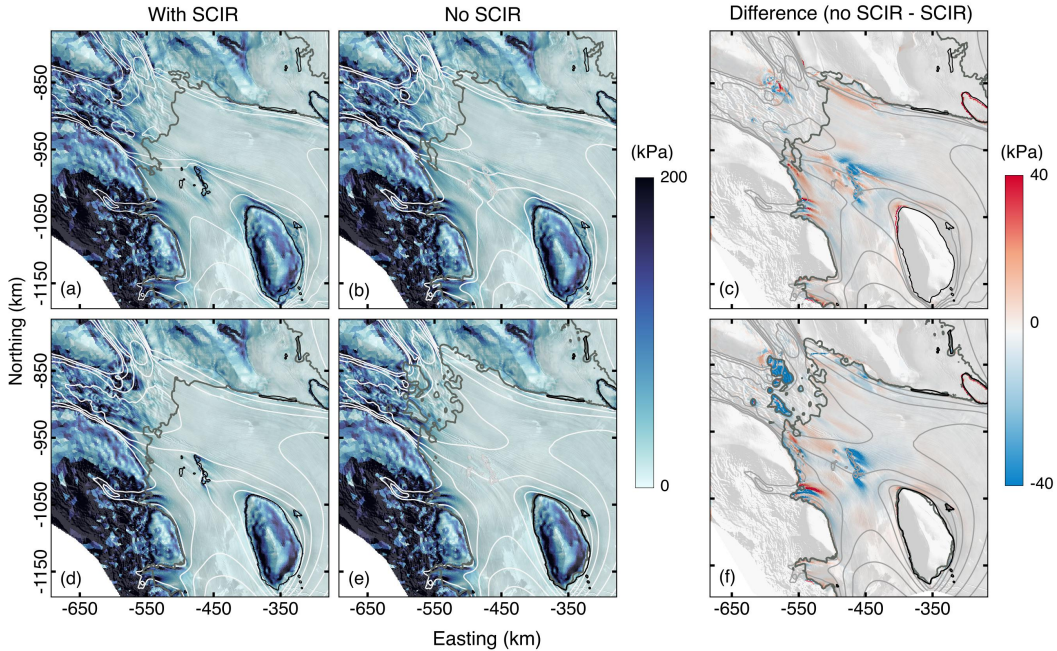 With SCIR
No SCIR
Difference (no SCIR - SCIR)
-850
-950
-1050
-1150
(a)
(b)
(c)
(kPa)
200
0
(kPa)
40
0
-40
Northing (km)
-850
-950
-1050
-1150
(d)
(e)
(f)
-650
-550
-450
-350
-650
-550
-450
-350
-650
-550
-450
-350
Easting (km)